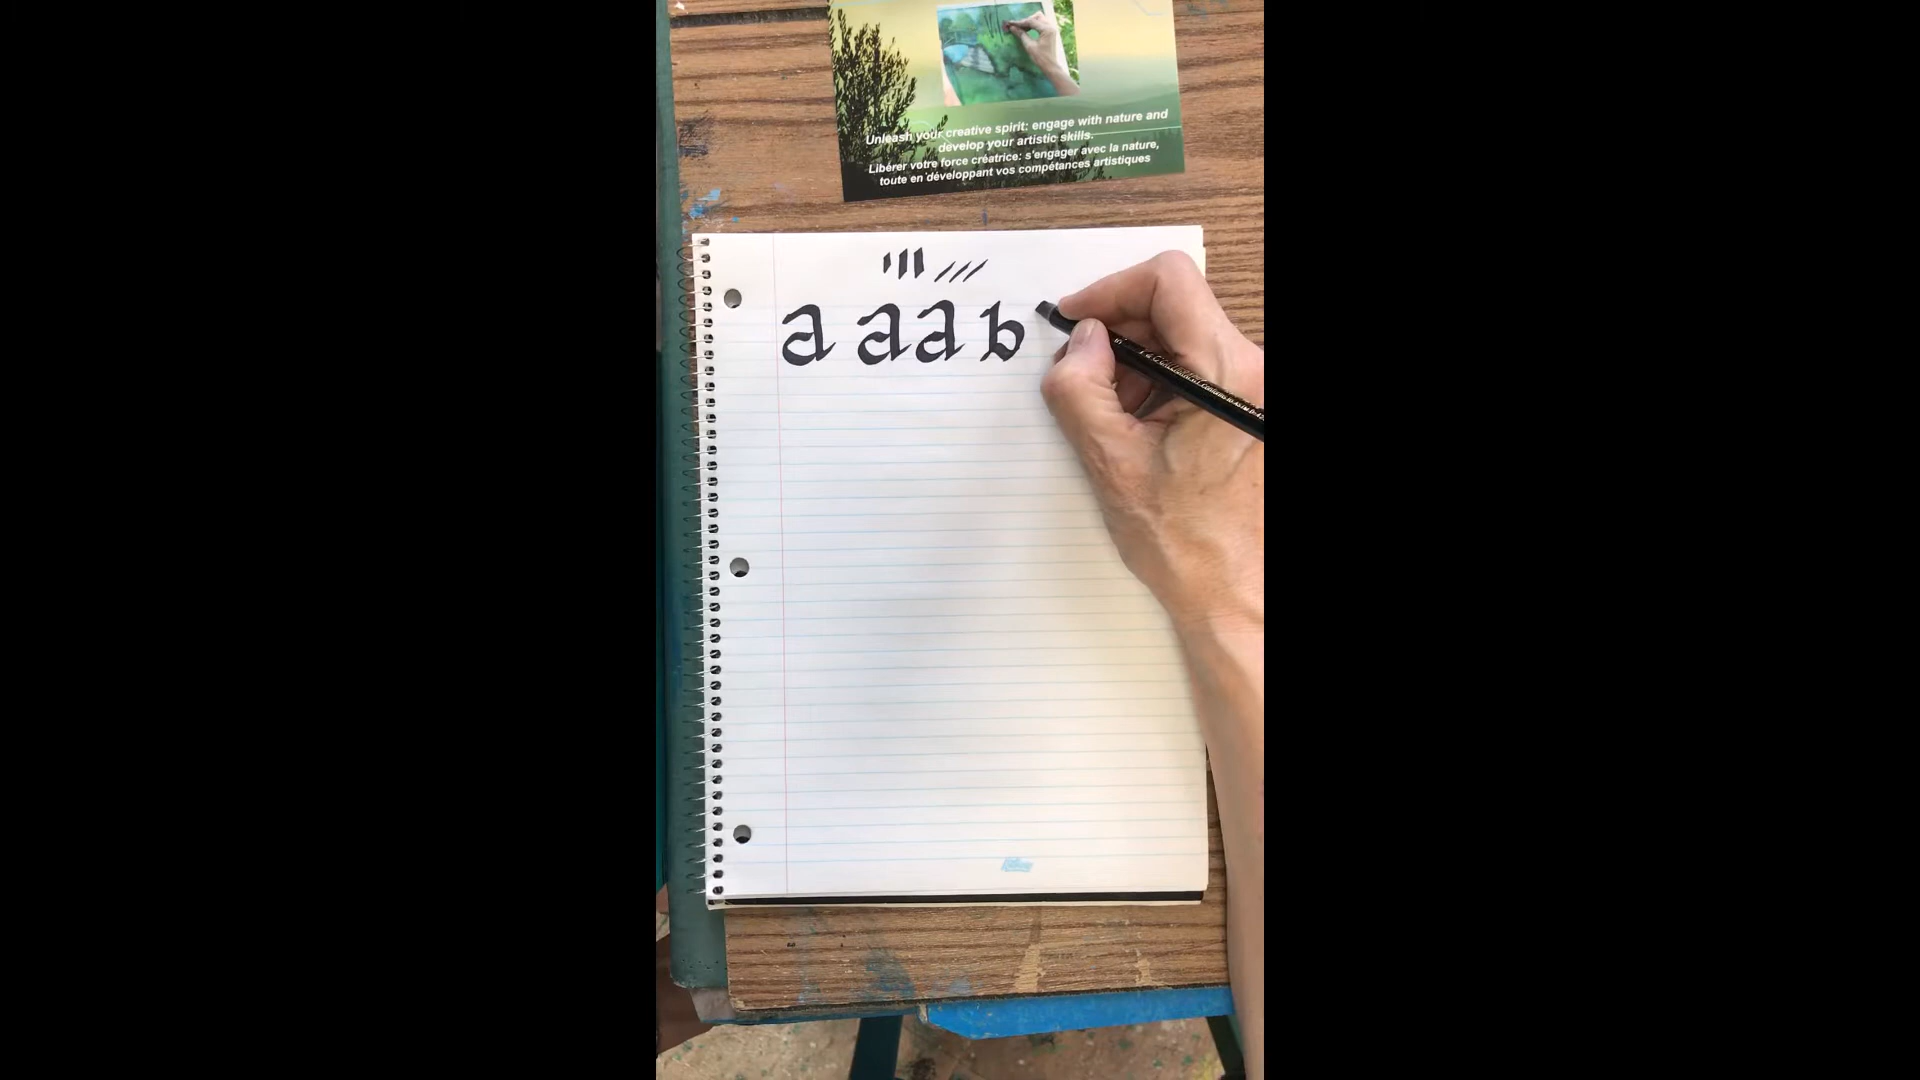 Unleash your creative spirit: engage with nature and
develop your artistic skills.
Libérer votre force créatrice: s'engager avec la nature,
toute en développant vos compétances artistiques
a a a b